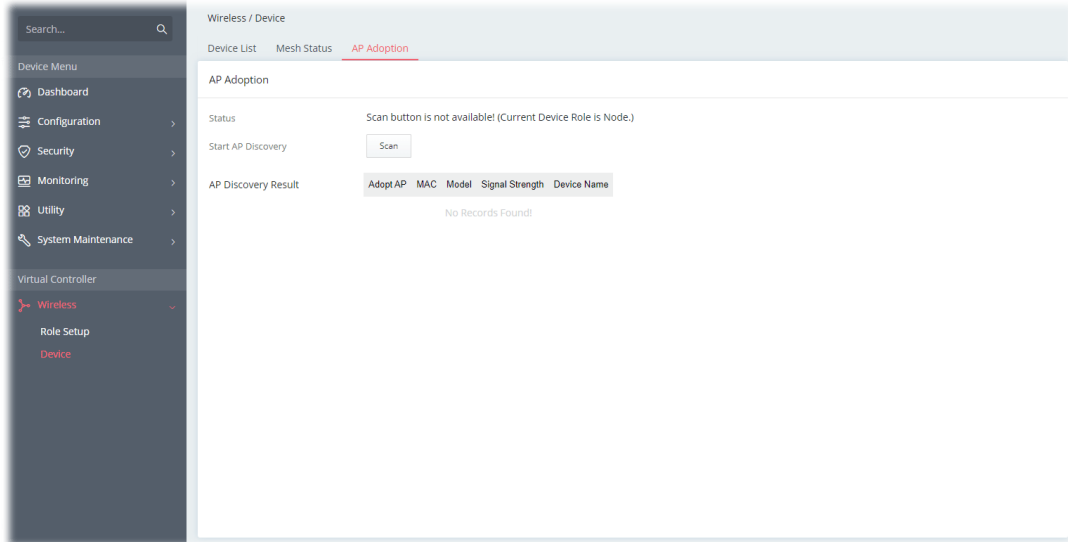 Search...
Device Menu
Dashboard
Configuration
Security
Monitoring
Utility
System Maintenance
Virtual Controller
Wireless
Role Setup
Device
Wireless / Device
Device List Mesh Status AP Adoption
AP Adoption
Status Scan button is not available! (Current Device Role is Node.)
Start AP Discovery Scan
AP Discovery Result Adopt AP MAC Model Signal Strength Device Name
No Records Found!